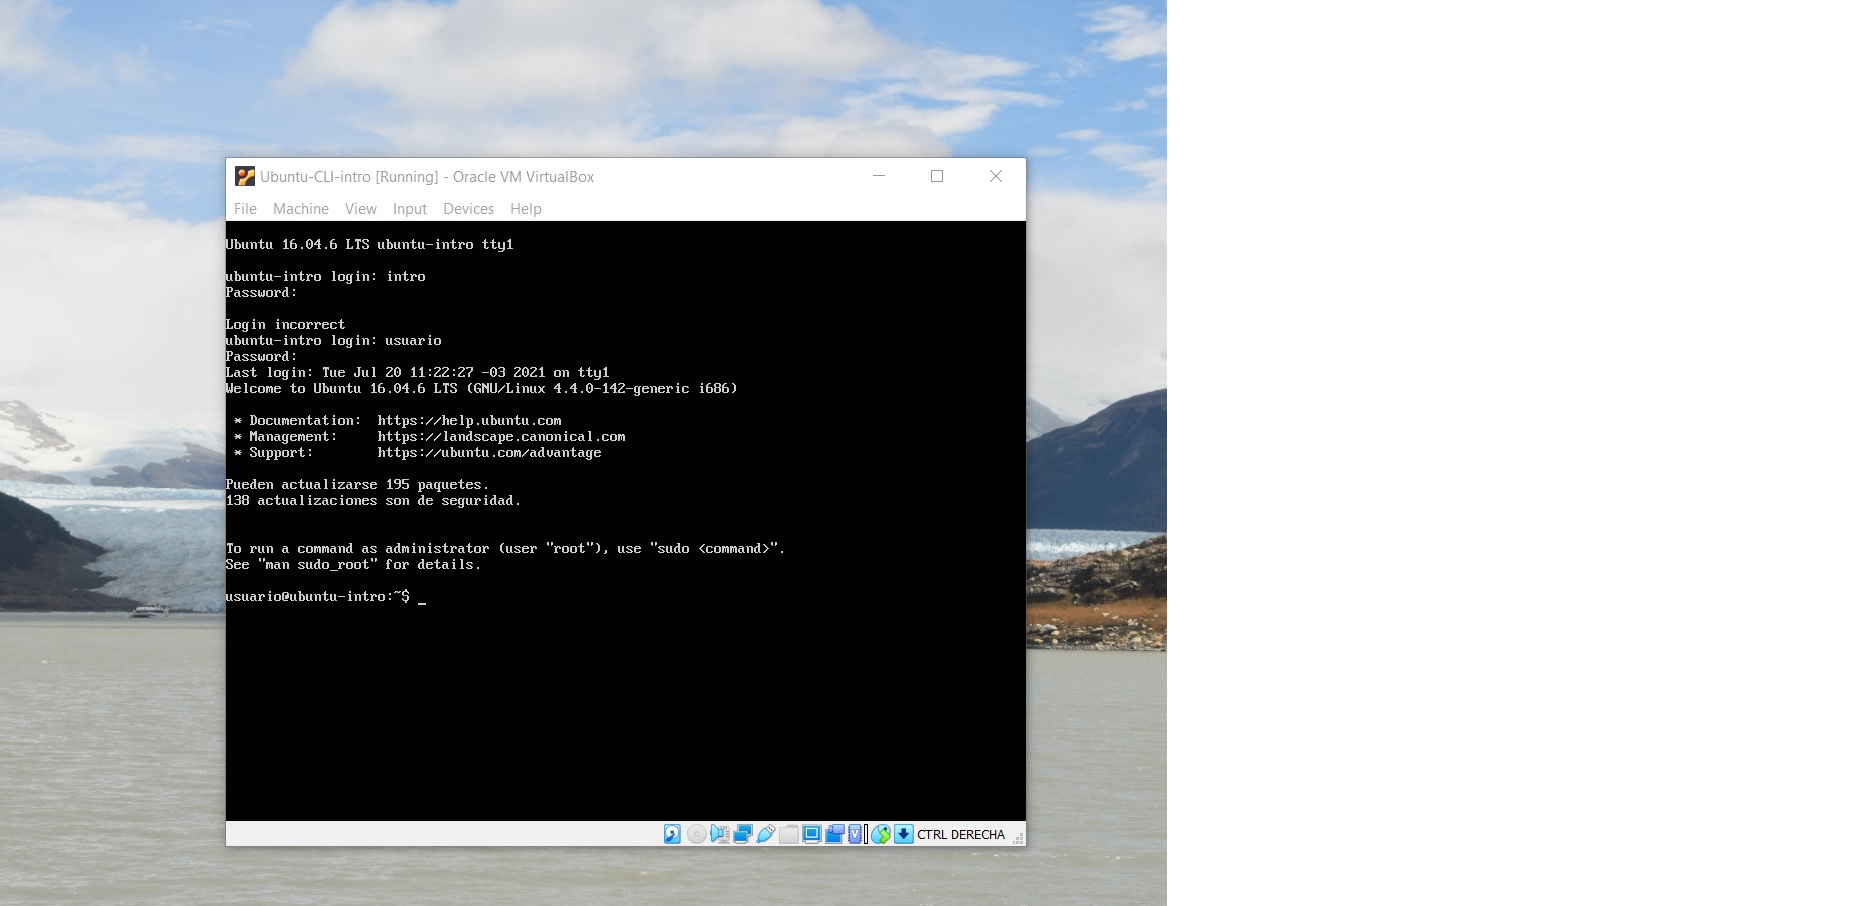 Ubuntu-CLI-intro [Running] - Oracle VM VirtualBox
File Machine View Input Devices Help
Ubuntu 16.04.6 LTS ubuntu-intro tty1
ubuntu-intro login: intro
Password:
Login incorrect
ubuntu-intro login: usuario
Password:
Last login: Tue Jul 20 11:22:27 -03 2021 on tty1
Welcome to Ubuntu 16.04.6 LTS (GNU/Linux 4.4.0-142-generic i686)
* Documentation: https://help.ubuntu.com
* Management: https://landscape.canonical.com
* Support: https://ubuntu.com/advantage
Pueden actualizarse 195 paquetes.
138 actualizaciones son de seguridad.
To run a command as administrator (user "root"), use "sudo <command>".
See "man sudo_root" for details.
usuario@ubuntu-intro:~$ _
CTRL DERECHA